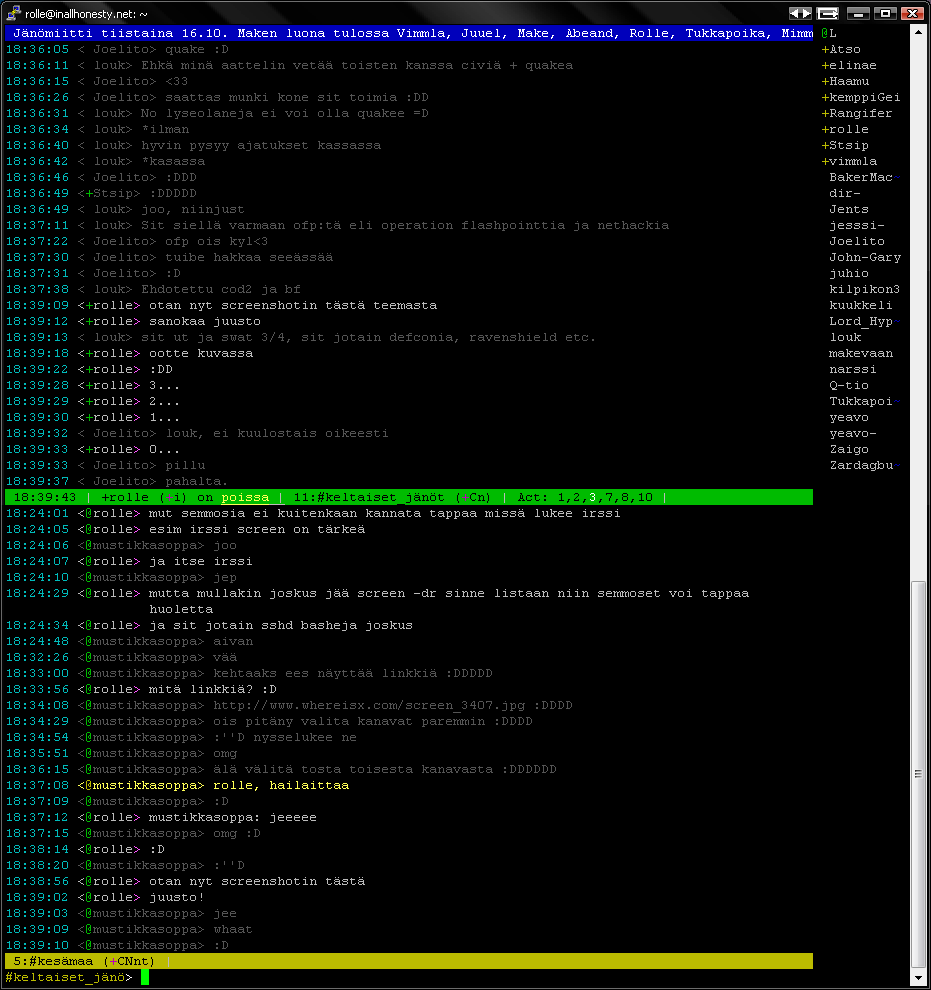 rolle@inallhonesty.net: ~
Jänömiitti tiistaina 16.10. Maken luona tulossa Vimmla, Juuel, Make, Abeand, Rolle, Tukkapoika, Mimm
18:36:05 < Joelito> quake :D
18:36:11 < louk> Ehkä minä aattelin vetää toisten kanssa civiä + quakea
18:36:15 < Joelito> <33
18:36:26 < Joelito> saattas munki kone sit toimia :DD
18:36:31 < louk> No lyseolaneja ei voi olla quakee =D
18:36:34 < louk> *ilman
18:36:40 < louk> hyvin pysyy ajatukset kassassa
18:36:42 < louk> *kasassa
18:36:46 < Joelito> :DDD
18:36:49 <+Stsip> :DDDDD
18:36:49 < louk> joo, niinjust
18:37:11 < louk> Sit siellä varmaan ofp:tä eli operation flashpointtia ja nethackia
18:37:22 < Joelito> ofp ois kyl<3
18:37:30 < Joelito> tuibe hakkaa seeässää
18:37:31 < Joelito> :D
18:37:38 < louk> Ehdotettu cod2 ja bf
18:39:09 <+rolle> otan nyt screenshotin tästä teemasta
18:39:12 <+rolle> sanokaa juusto
18:39:13 < louk> sit ut ja swat 3/4, sit jotain defconia, ravenshield etc.
18:39:18 <+rolle> ootte kuvassa
18:39:22 <+rolle> :DD
18:39:28 <+rolle> 3...
18:39:29 <+rolle> 2...
18:39:30 <+rolle> 1...
18:39:32 < Joelito> louk, ei kuulostais oikeesti
18:39:33 <+rolle> 0...
18:39:33 < Joelito> pillu
18:39:37 < Joelito> pahalta.
18:39:43 | +rolle (+i) on poissa | 11:#keltaiset_jänöt (+Cn) | Act: 1,2,3,7,8,10 |
18:24:01 <@rolle> mut semmosia ei kuitenkaan kannata tappaa missä lukee irssi
18:24:05 <@rolle> esim irssi screen on tärkeä
18:24:06 <@mustikkasoppa> joo
18:24:07 <@rolle> ja itse irssi
18:24:10 <@mustikkasoppa> jep
18:24:29 <@rolle> mutta mullakin joskus jää screen -dr sinne listaan niin semmoset voi tappaa
huoletta
18:24:34 <@rolle> ja sit jotain sshd basheja joskus
18:24:48 <@mustikkasoppa> aivan
18:32:26 <@mustikkasoppa> vää
18:33:00 <@mustikkasoppa> kehtaaks ees näyttää linkkiä :DDDDD
18:33:56 <@rolle> mitä linkkiä? :D
18:34:08 <@mustikkasoppa> http://www.whereisx.com/screen_3407.jpg :DDDD
18:34:29 <@mustikkasoppa> ois pitäny valita kanavat paremmin :DDDD
18:34:54 <@mustikkasoppa> :''D nysselukee ne
18:35:51 <@mustikkasoppa> omg
18:36:15 <@mustikkasoppa> älä välitä tosta toisesta kanavasta :DDDDDD
18:37:08 <@mustikkasoppa> rolle, hailaittaa
18:37:09 <@mustikkasoppa> :D
18:37:12 <@rolle> mustikkasoppa: jeeeee
18:37:15 <@mustikkasoppa> omg :D
18:38:14 <@rolle> :D
18:38:20 <@mustikkasoppa> :''D
18:38:56 <@rolle> otan nyt screenshotin tästä
18:39:02 <@rolle> juusto!
18:39:03 <@mustikkasoppa> jee
18:39:09 <@mustikkasoppa> whaat
18:39:10 <@mustikkasoppa> :D
5:#kesämaa (+CNnt) |
#keltaiset_jänö>
@L
+Atso
+elinae
+Haamu
+kemppiGei
+Rangifer
+rolle
+Stsip
+vimmla
BakerMac-
dir-
Jents
jesssi-
Joelito
John-Gary
juhio
kilpikon3
kuukkeli
Lord_Hyp-
louk
makevaan
narssi
Q-tio
Tukkapoi-
yeavo
yeavo-
Zaigo
Zardagbu-